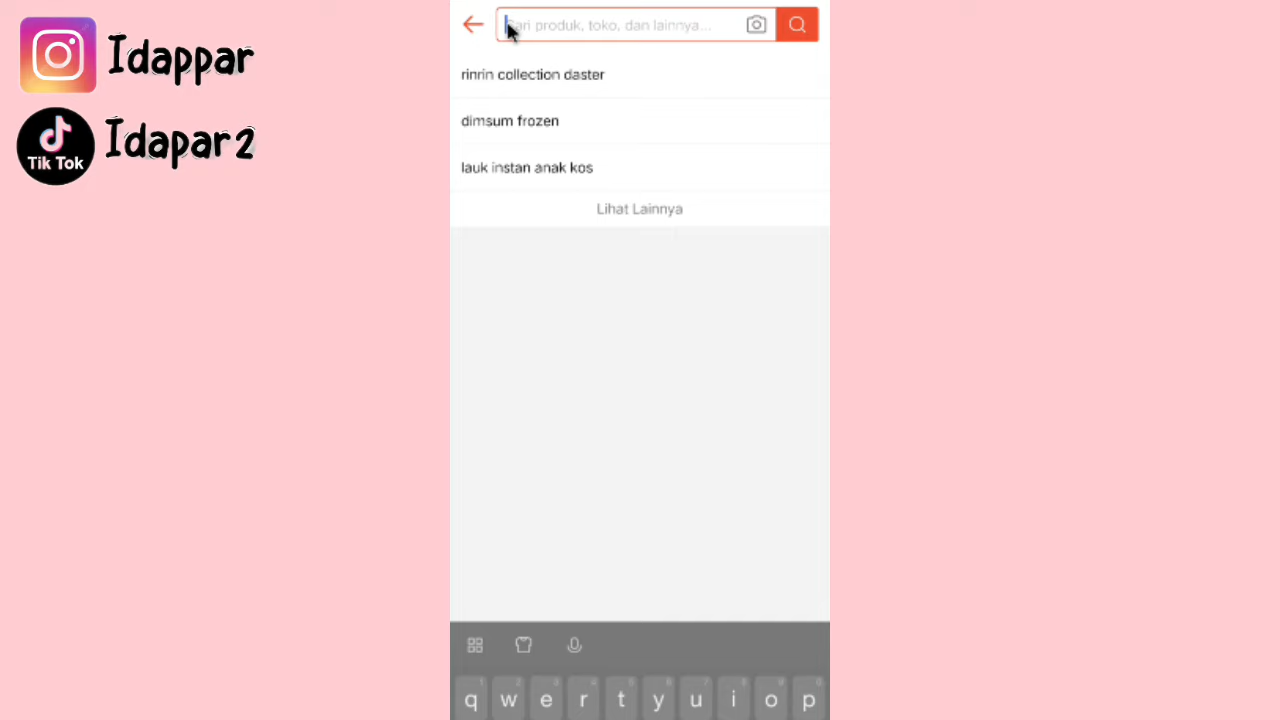 Idappar
Tik Tok
Idapar2
Cari produk, toko, dan lainnya...
rinrin collection daster
dimsum frozen
lauk instan anak kos
Lihat Lainnya
q w e r t y u i o p